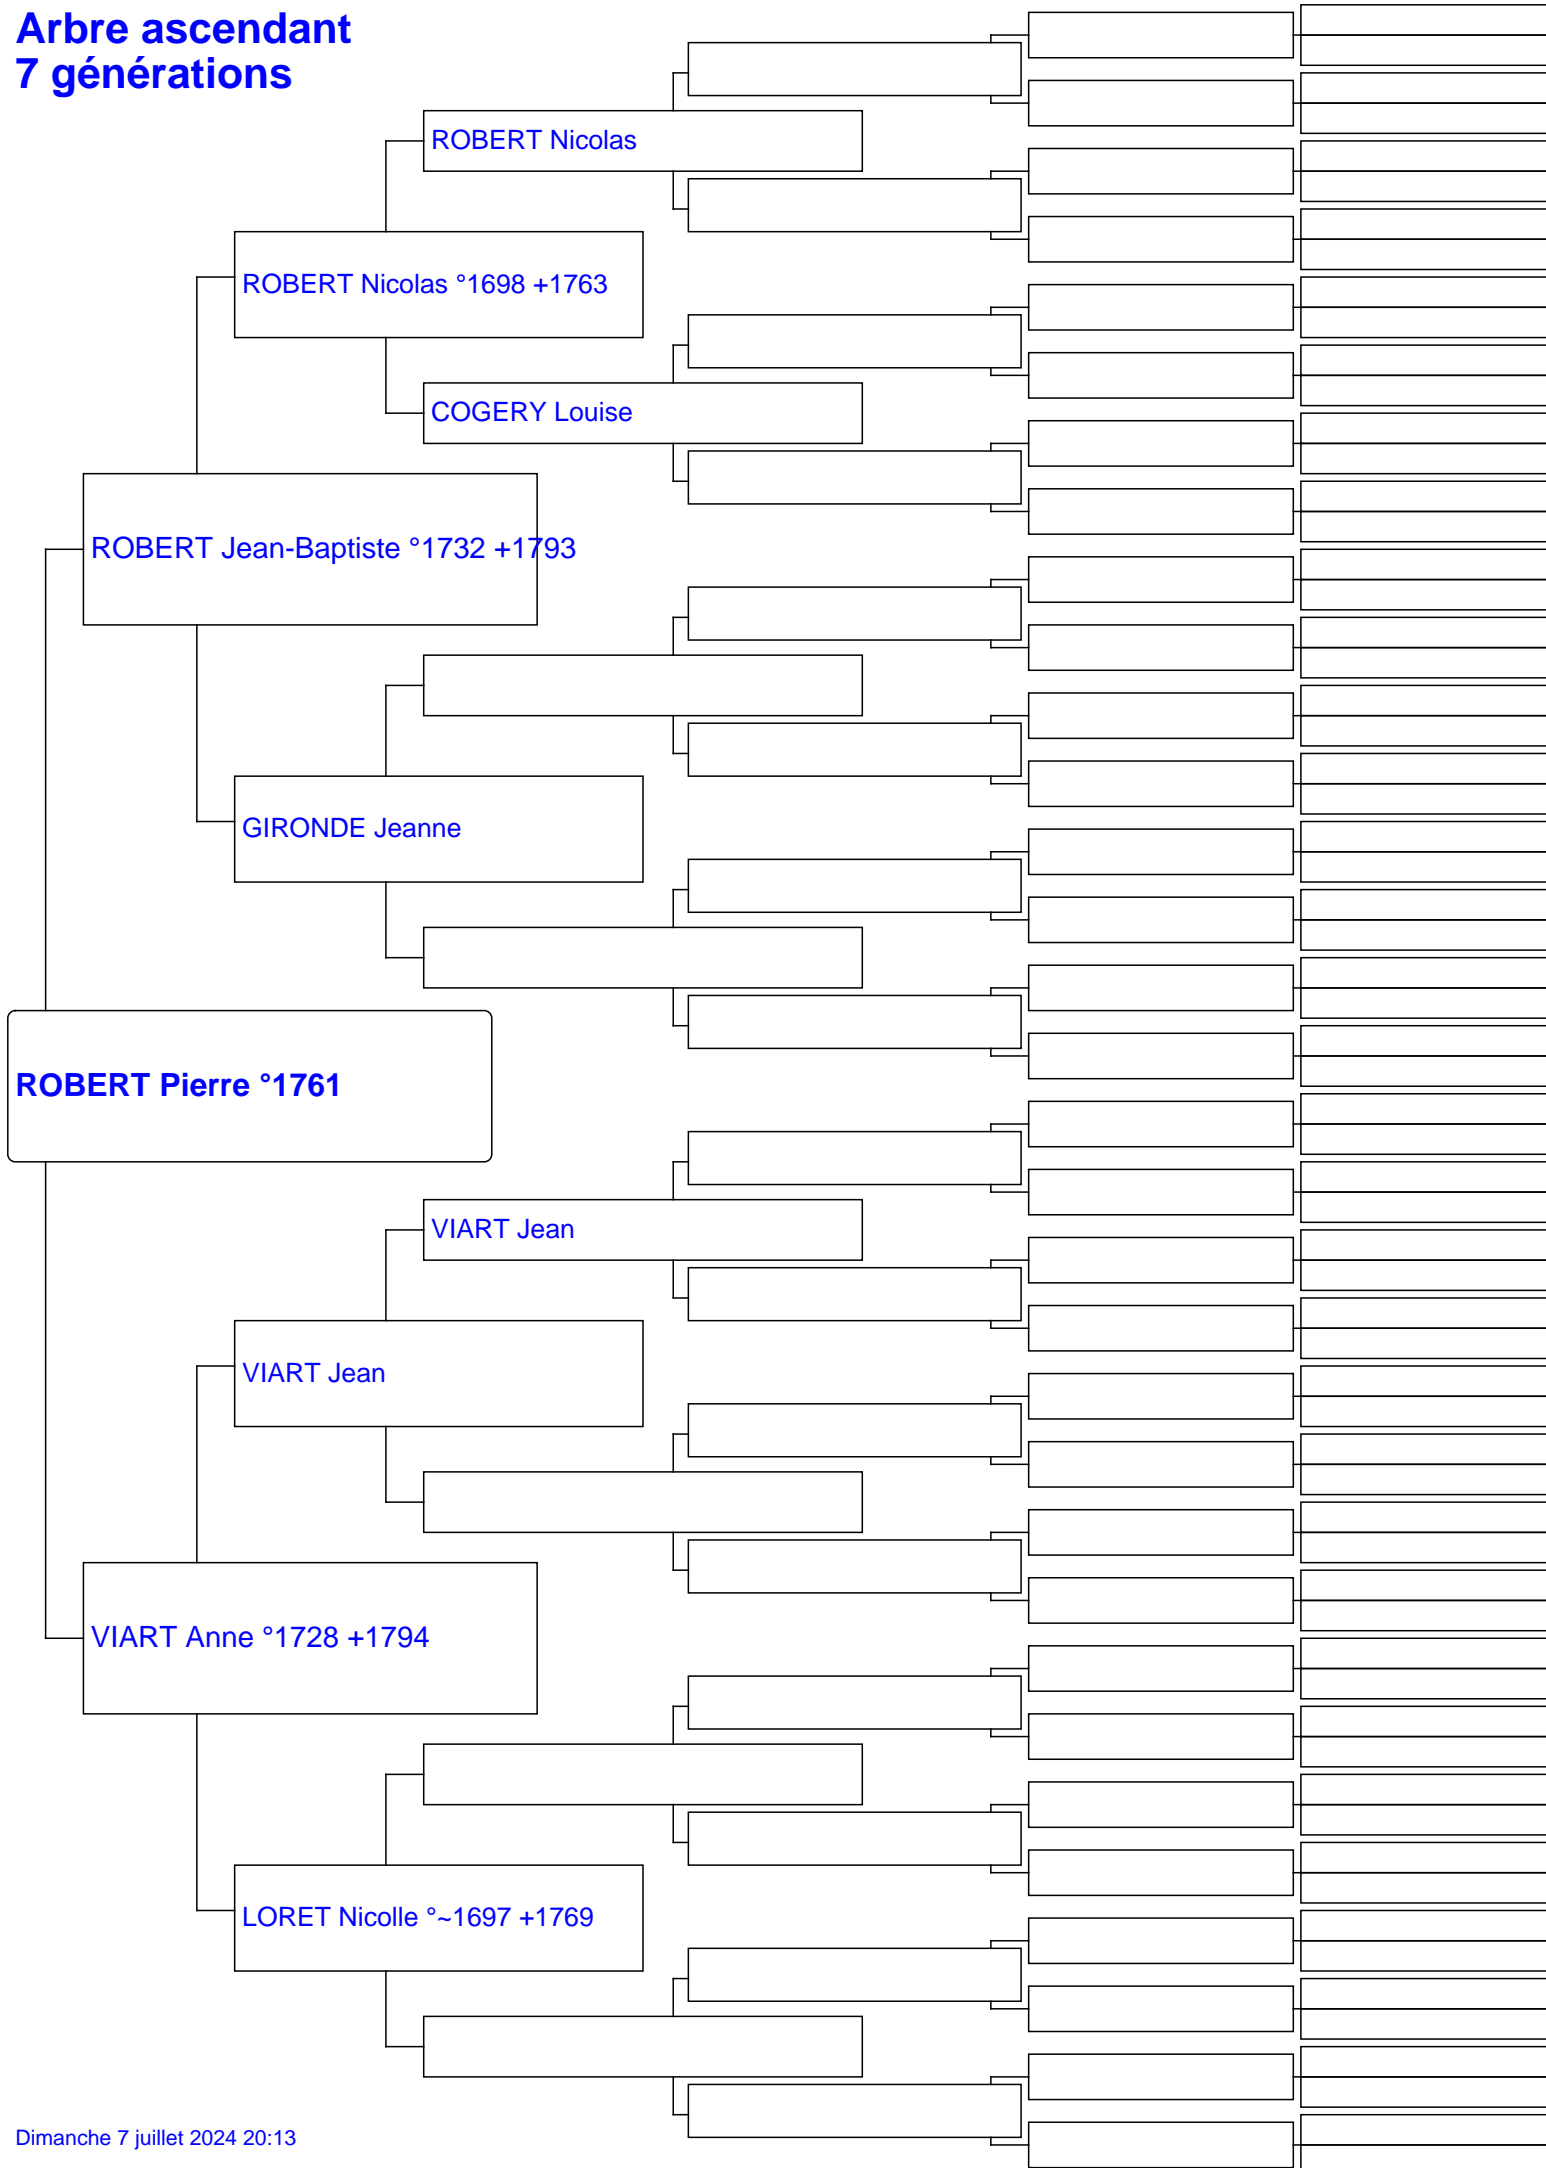 Arbre ascendant
7 générations
ROBERT Nicolas
ROBERT Nicolas °1698 +1763
COGERY Louise
ROBERT Jean-Baptiste °1732 +1793
GIRONDE Jeanne
ROBERT Pierre °1761
VIART Jean
VIART Jean
VIART Anne °1728 +1794
LORET Nicolle °~1697 +1769
Dimanche 7 juillet 2024 20:13